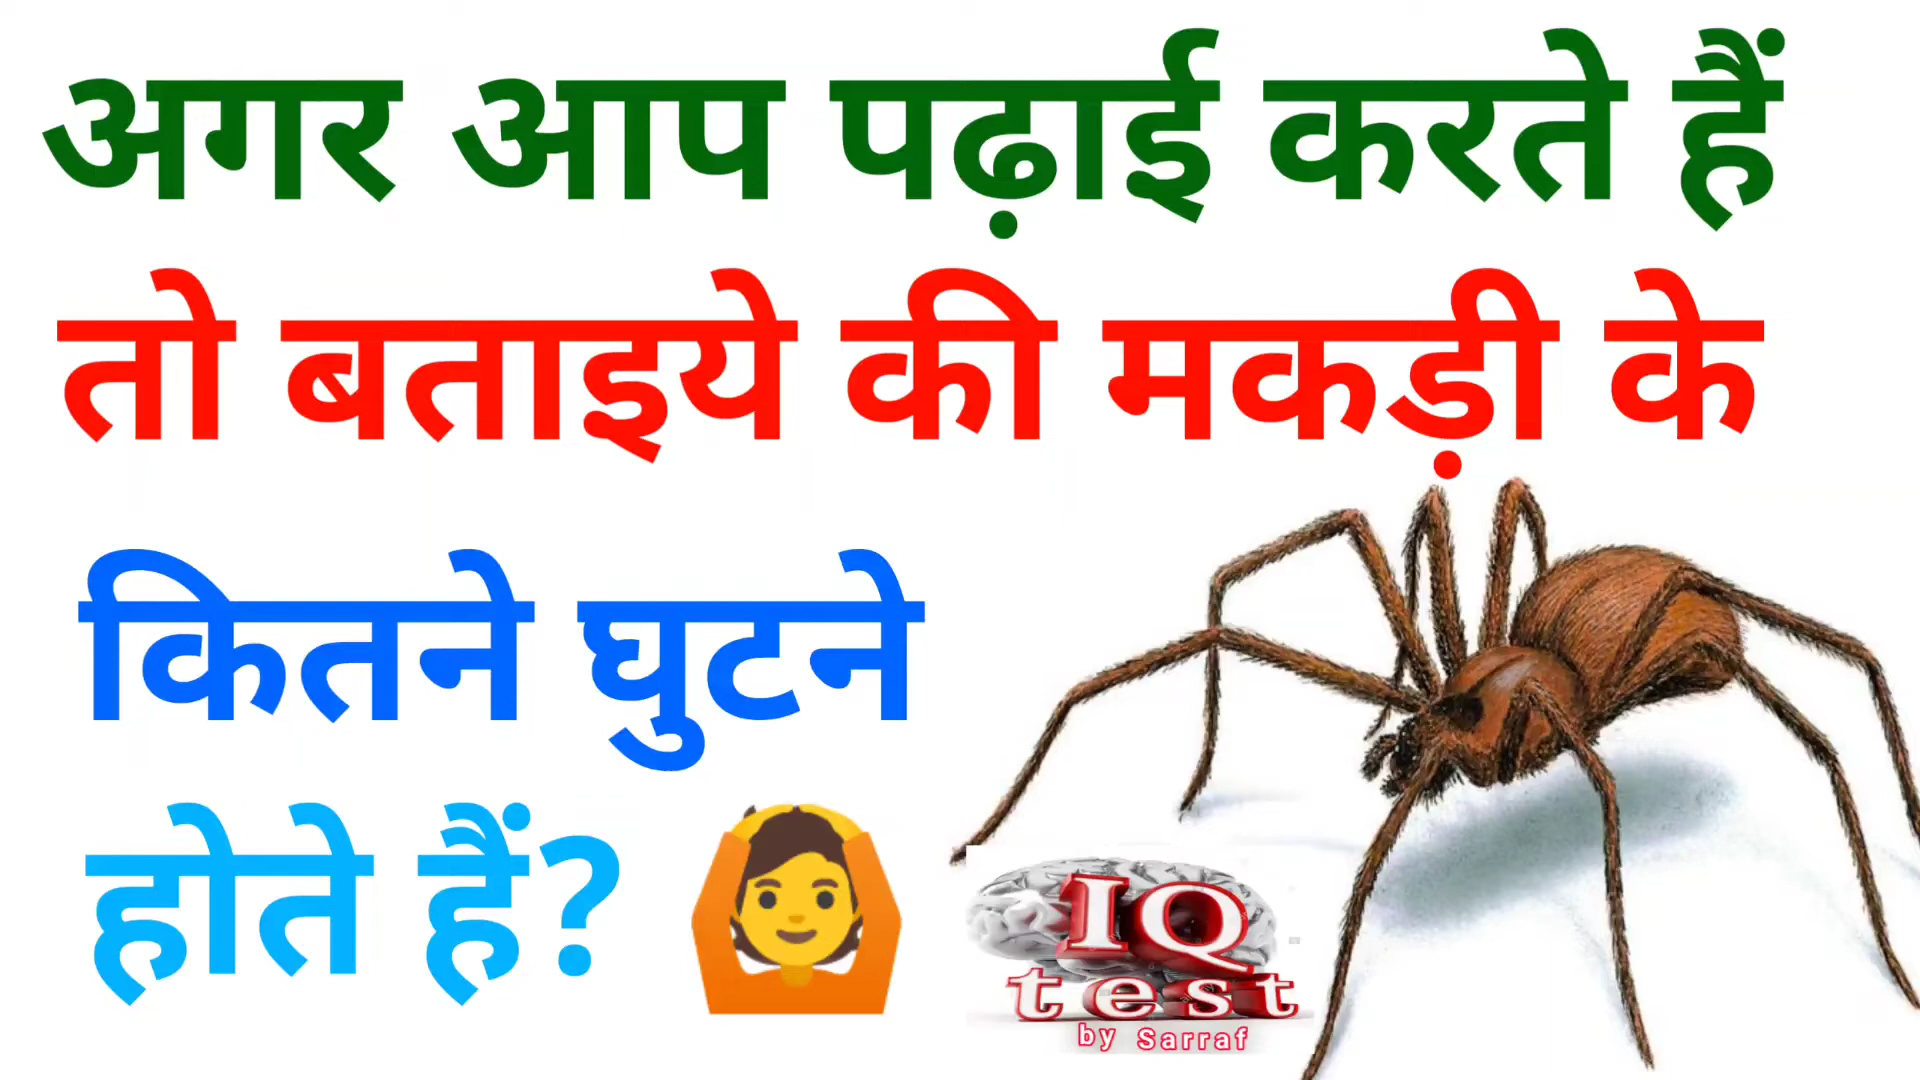 अगर आप पढ़ाई करते हैं
तो बताइये की मकड़ी के
कितने घुटने
होते हैं?
IQ
test
by Sarraf